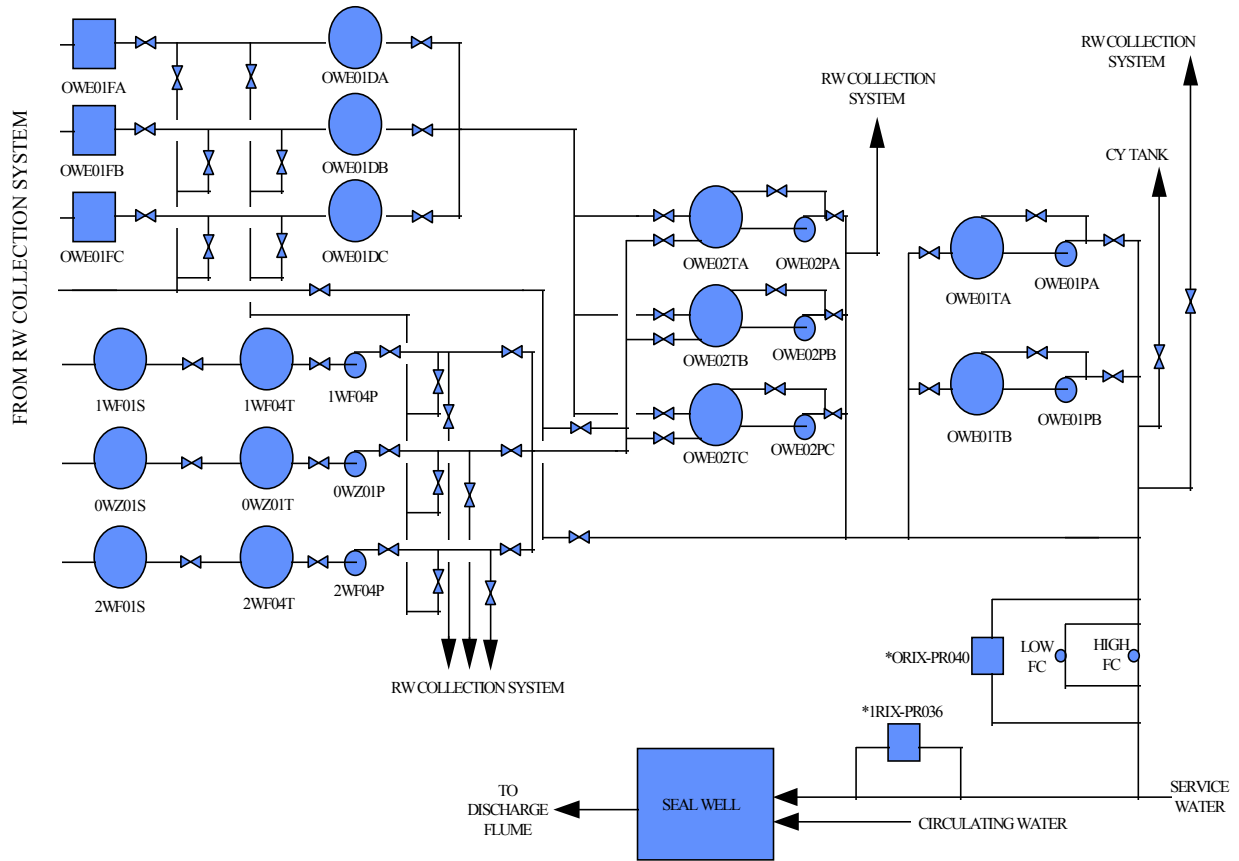 RW COLLECTION
SYSTEM
RW COLLECTION
SYSTEM
CY TANK
FROM RW COLLECTION SYSTEM
OWE01FA
OWE01DA
OWE01FB
OWE01DB
OWE01FC
OWE01DC
OWE02TA
OWE02PA
OWE01TA
OWE01PA
OWE02TB
OWE02PB
OWE01TB
OWE01PB
OWE02TC
OWE02PC
1WF01S
1WF04T
1WF04P
0WZ01S
0WZ01T
0WZ01P
2WF01S
2WF04T
2WF04P
RW COLLECTION SYSTEM
*ORIX-PR040
LOW
FC
HIGH
FC
*1RIX-PR036
TO
DISCHARGE
FLUME
SEAL WELL
SERVICE
WATER
CIRCULATING WATER